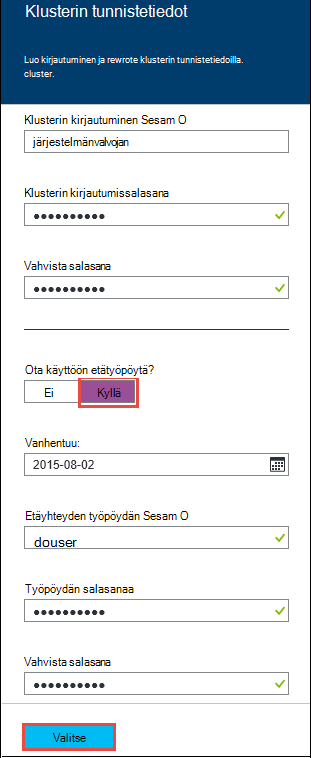 Klusterin tunnistetiedot
Luo kirjautuminen ja rewrote klusterin tunnistetiedoilla.
cluster.
Klusterin kirjautuminen Sesam O
järjestelmänvalvojan
Klusterin kirjautumissalasana
●●●●●●●●●●
Vahvista salasana
●●●●●●●●●●
Ota käyttöön etätyöpöytä?
Ei Kyllä
Vanhentuu:
2015-08-02
Etäyhteyden työpöydän Sesam O
douser
Työpöydän salasanaa
●●●●●●●●●●
Vahvista salasana
●●●●●●●●●●
Valitse